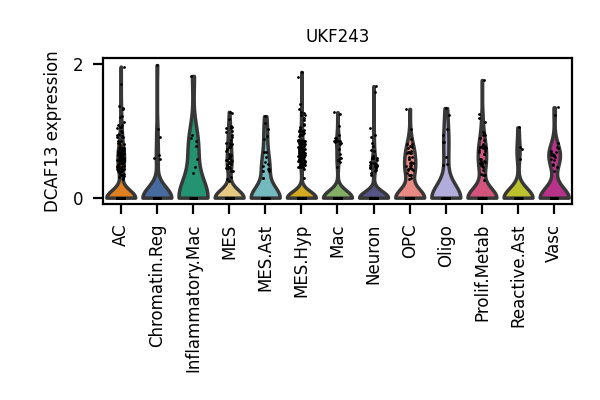 UKF243
DCAF13 expression
2
0
AC
Chromatin.Reg
Inflammatory.Mac
MES
MES.Ast
MES.Hyp
Mac
Neuron
OPC
Oligo
Prolif.Metab
Reactive.Ast
Vasc